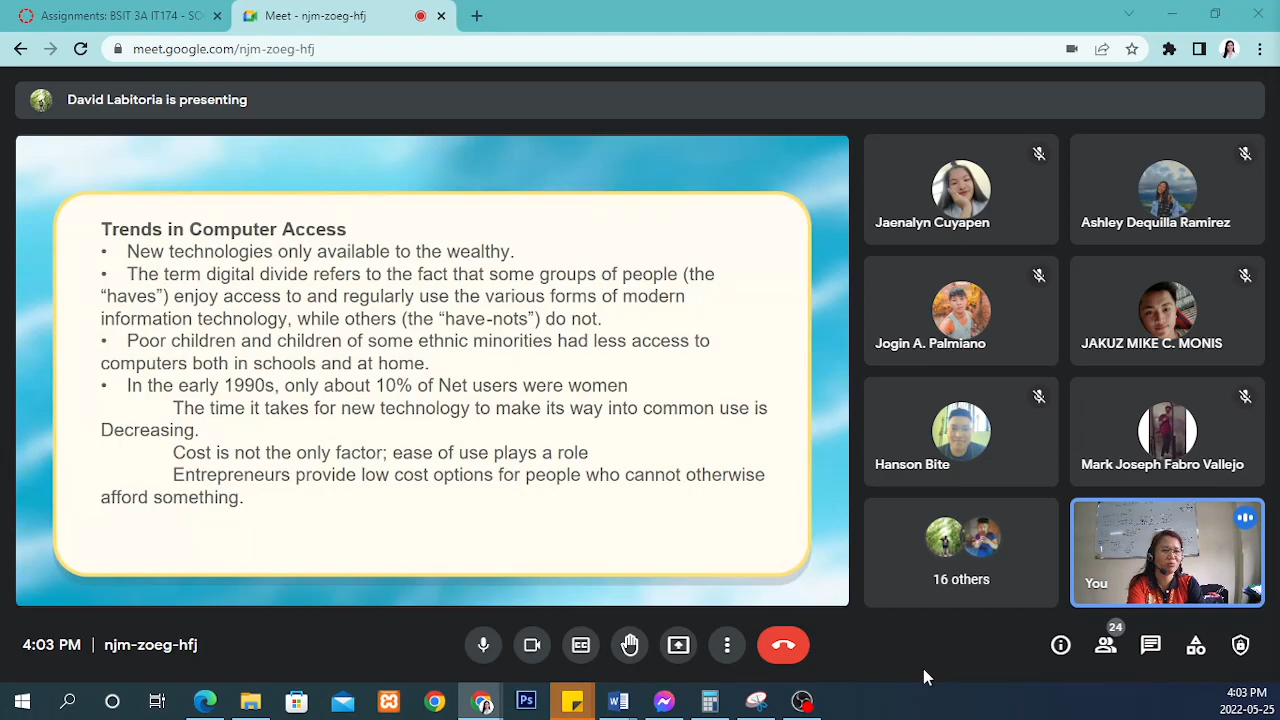 Assignments: BSIT 3A IT174 - SO
Meet - njm-zoeg-hfj
meet.google.com/njm-zoeg-hfj
David Labitoria is presenting
Trends in Computer Access
• New technologies only available to the wealthy.
• The term digital divide refers to the fact that some groups of people (the
“haves”) enjoy access to and regularly use the various forms of modern
information technology, while others (the “have-nots”) do not.
• Poor children and children of some ethnic minorities had less access to
computers both in schools and at home.
• In the early 1990s, only about 10% of Net users were women
The time it takes for new technology to make its way into common use is
Decreasing.
Cost is not the only factor; ease of use plays a role
Entrepreneurs provide low cost options for people who cannot otherwise
afford something.
Jaenalyn Cuyapen
Ashley Dequilla Ramirez
Jogin A. Palmiano
JAKUZ MIKE C. MONIS
Hanson Bite
Mark Joseph Fabro Vallejo
16 others
You
4:03 PM | njm-zoeg-hfj
24
Ps
4:03 PM
2022-05-25